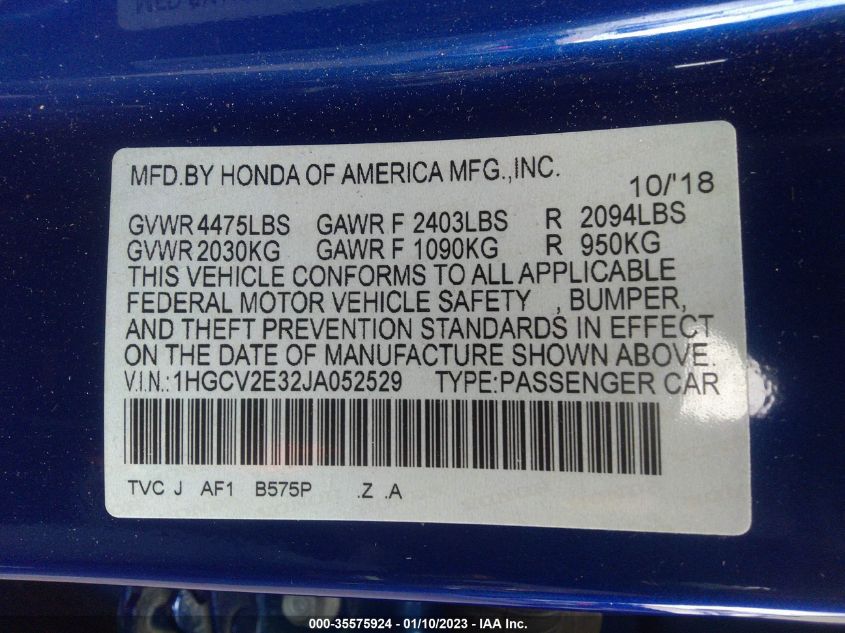 MFD.BY HONDA OF AMERICA MFG.,INC. 10/'18
GVWR 4475LBS GAWR F 2403LBS R 2094LBS
GVWR 2030KG GAWR F 1090KG R 950KG
THIS VEHICLE CONFORMS TO ALL APPLICABLE
FEDERAL MOTOR VEHICLE SAFETY , BUMPER,
AND THEFT PREVENTION STANDARDS IN EFFECT
ON THE DATE OF MANUFACTURE SHOWN ABOVE.
V.I.N.:1HGCV2E32JA052529 TYPE:PASSENGER CAR
TVC J AF1 B575P .Z .A
000-35575924 - 01/10/2023 - IAA Inc.